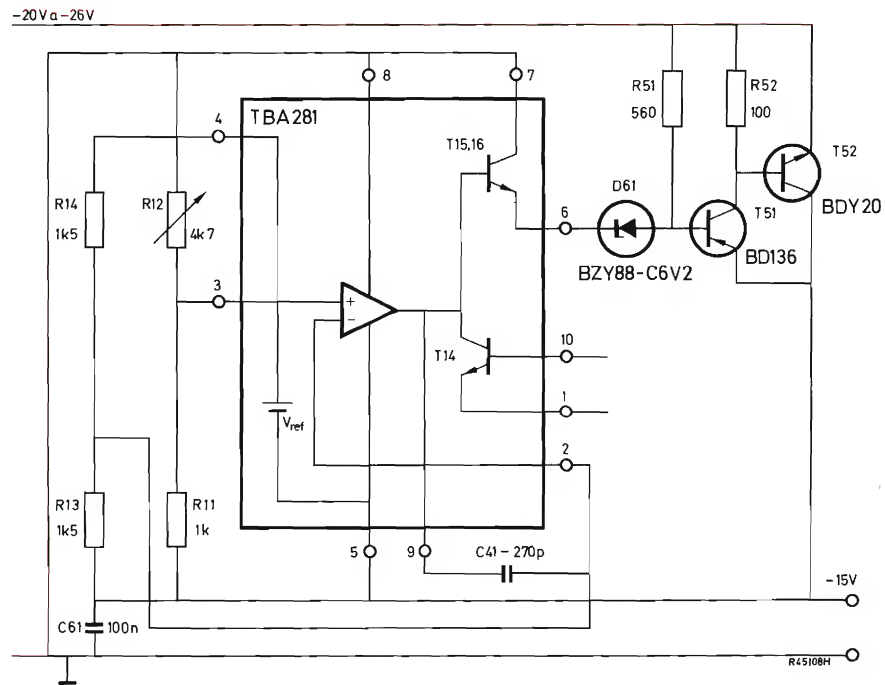 -20V a -26V
8
7
TBA281
4
T15,16
R51
560
R52
100
T52
BDY20
R14
1k5
R12
4k7
D61
6
T51
BD136
BZY88-C6V2
3
+
-
10
T14
1
Vref
2
R13
1k5
R11
1k
5
9
C41-270p
-15V
C61
100n
R45108H